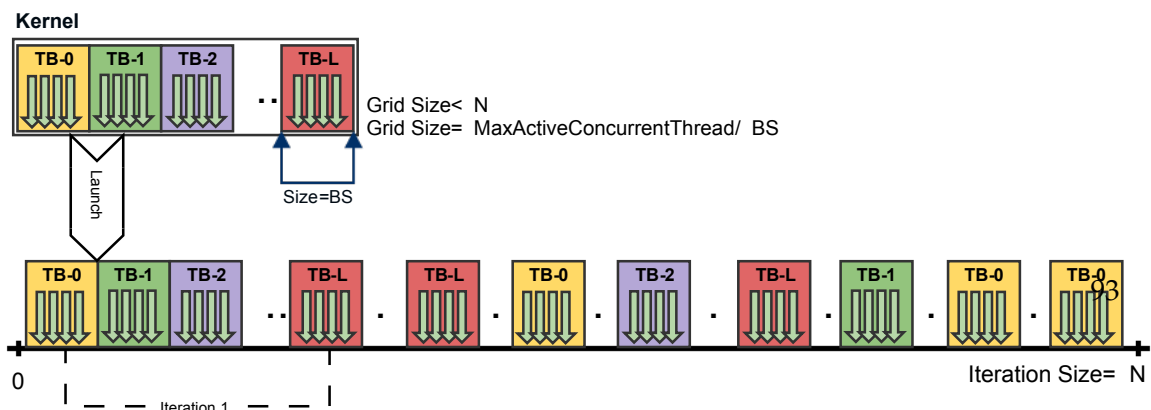 Kernel
TB-0 TB-1 TB-2 .. TB-L
Grid Size< N
Grid Size= MaxActiveConcurrentThread/ BS
Launch
Size=BS
TB-0 TB-1 TB-2 .. TB-L . TB-L . TB-0 . TB-2 . TB-L . TB-1 . TB-0 . TB-0
93
0
Iteration Size= N
Iteration 1